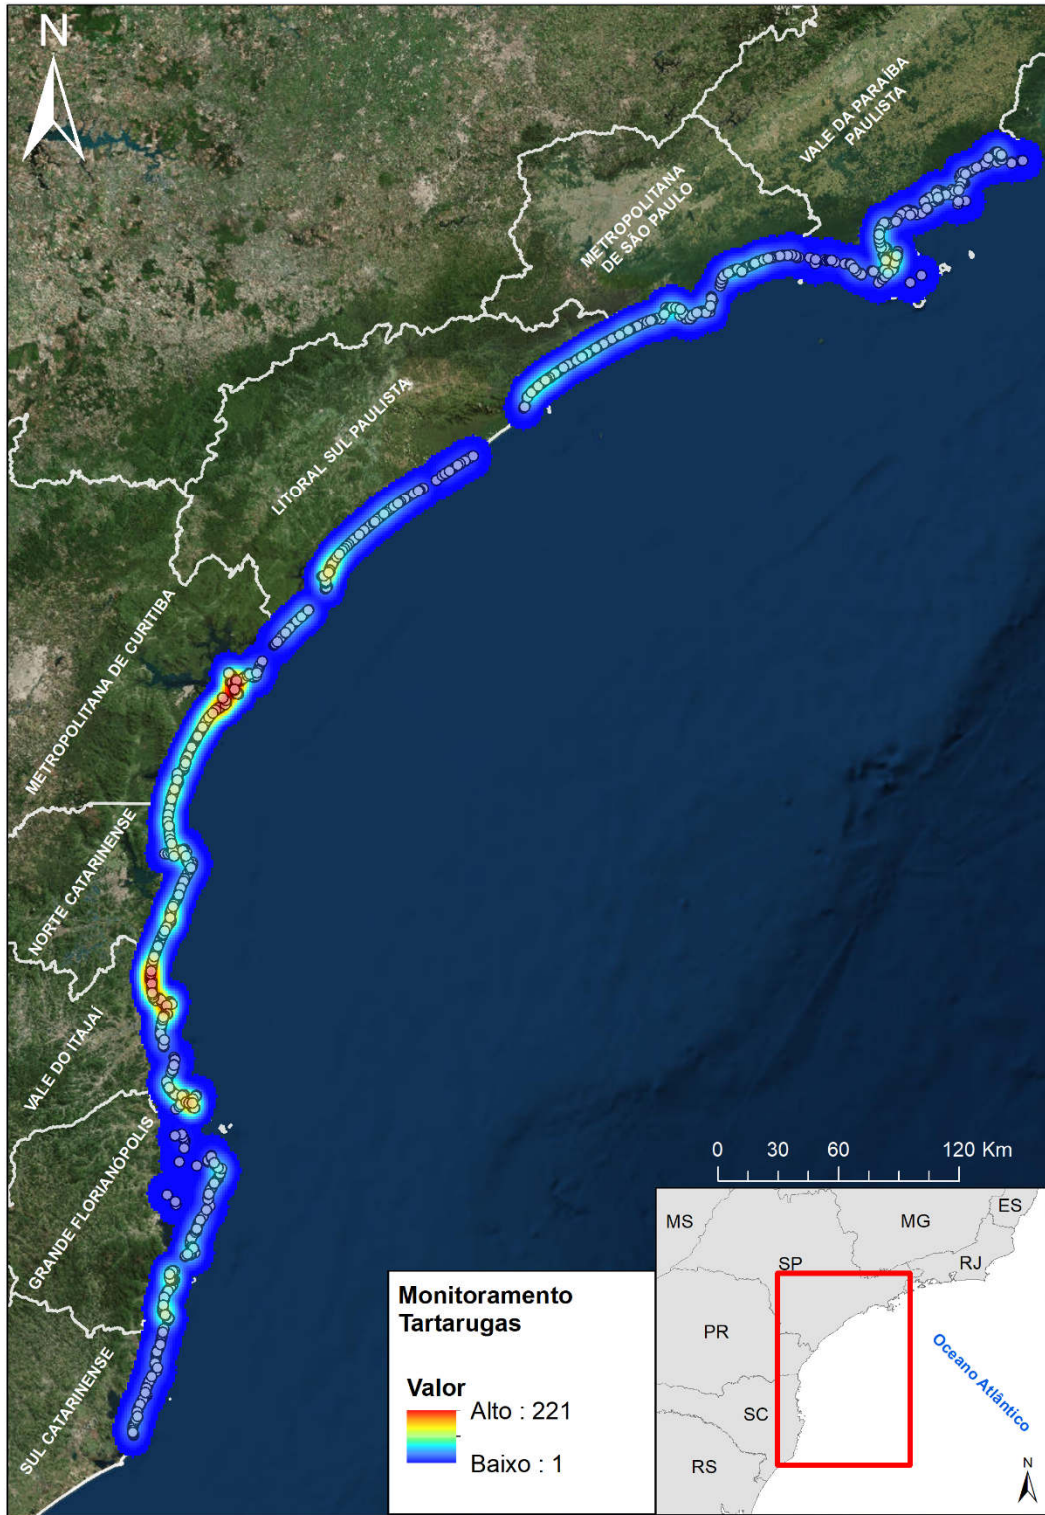 N
VALE DA PARAÍBA
PAULISTA
METROPOLITANA
DE SÃO PAULO
LITORAL SUL PAULISTA
METROPOLITANA DE CURITIBA
NORTE CATARINENSE
VALE DO ITAJAÍ
GRANDE FLORIANÓPOLIS
SUL CATARINENSE
0 30 60 120 Km
Monitoramento
Tartarugas
Valor
Alto : 221
Baixo : 1
MS
MG
ES
SP
RJ
PR
SC
RS
Oceano Atlântico
N